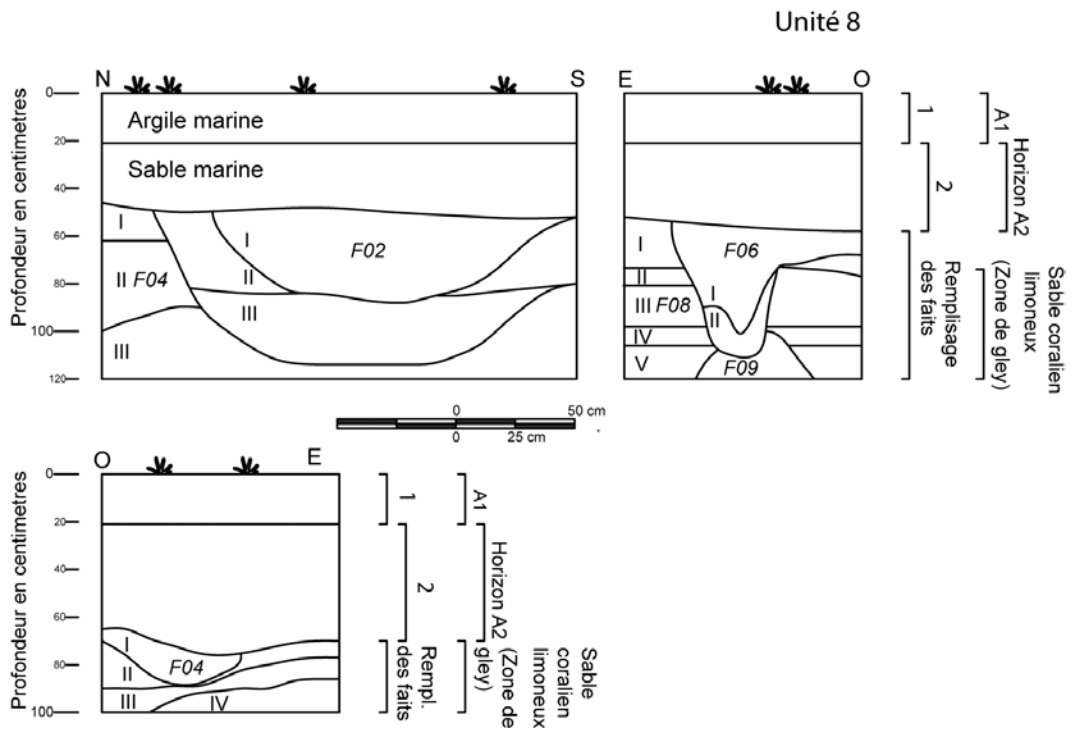 Unité 8
N
S
E
O
Profondeur en centimetres
0
20
40
60
80
100
120
Argile marine
Sable marine
I
II F04
III
I
II
III
F02
I
II
III F08
IV
V
F06
I
II
F09
1
2
Remplisage
des faits
A1
Horizon A2
(Zone de gley)
Sable coralien
limoneux
0 50 cm
0 25 cm
O
E
Profondeur en centimetres
0
20
40
60
80
100
I
II
III
IV
F04
1
2
Rempl.
des faits
A1
Horizon A2
(Zone de
gley)
Sable
coralien
limoneux